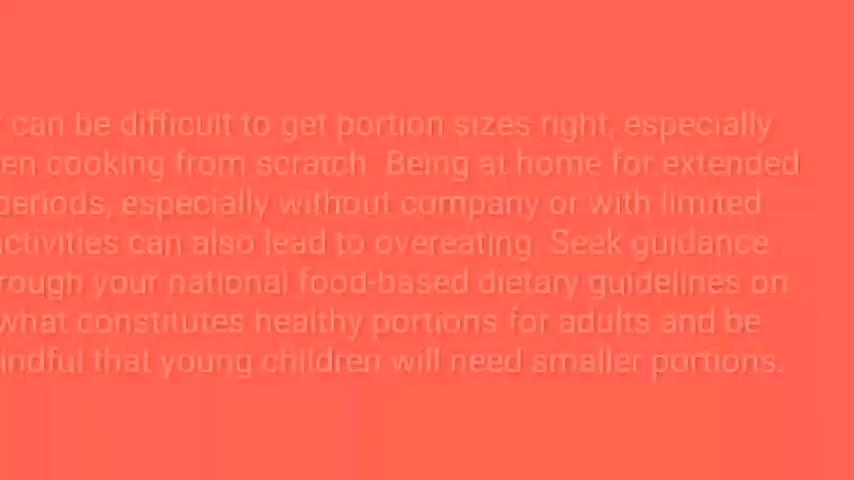 can be difficult to get portion sizes right, especially
en cooking from scratch. Being at home for extended
periods, especially without company or with limited
activities can also lead to overeating. Seek guidance
rough your national food-based dietary guidelines on
what constitutes healthy portions for adults and be
indful that young children will need smaller portions.